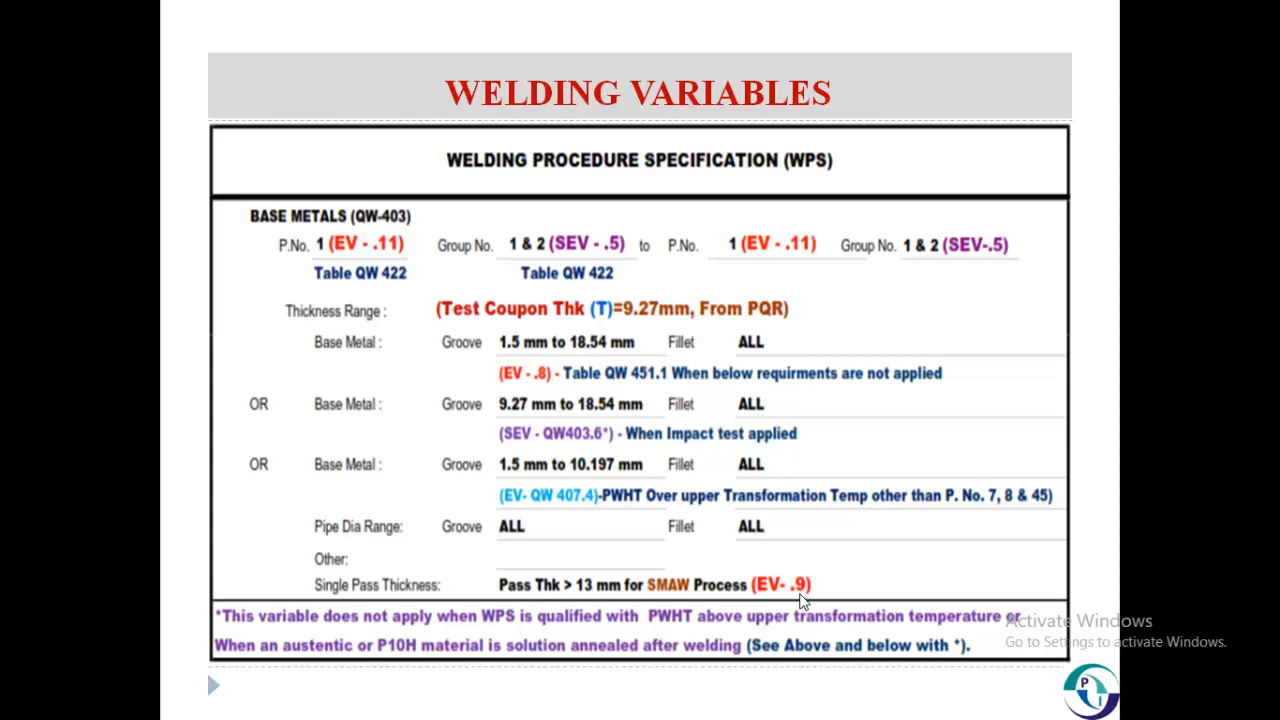 WELDING VARIABLES
WELDING PROCEDURE SPECIFICATION (WPS)
BASE METALS (QW-403)
P.No. 1 (EV - .11) Group No. 1 & 2 (SEV - .5) to P.No. 1 (EV - .11) Group No. 1 & 2 (SEV-.5)
Table QW 422 Table QW 422
Thickness Range : (Test Coupon Thk (T)=9.27mm, From PQR)
Base Metal : Groove 1.5 mm to 18.54 mm Fillet ALL
(EV - .8) - Table QW 451.1 When below requirments are not applied
OR Base Metal : Groove 9.27 mm to 18.54 mm Fillet ALL
(SEV - QW403.6*) - When Impact test applied
OR Base Metal : Groove 1.5 mm to 10.197 mm Fillet ALL
(EV- QW 407.4)-PWHT Over upper Transformation Temp other than P. No. 7, 8 & 45)
Pipe Dia Range: Groove ALL Fillet ALL
Other:
Single Pass Thickness: Pass Thk > 13 mm for SMAW Process (EV- .9)
*This variable does not apply when WPS is qualified with PWHT above upper transformation temperature or
When an austentic or P10H material is solution annealed after welding (See Above and below with *).
Activate Windows
Go to Settings to activate Windows.
P
T I